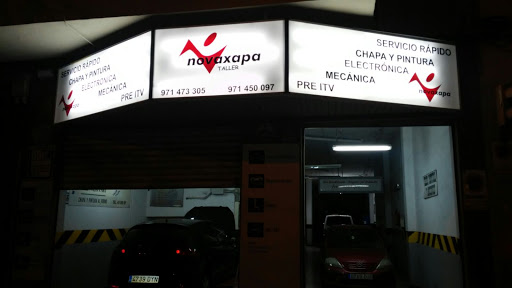 SERVICIO RÁPIDO
CHAPA Y PINTURA
ELECTRÓNICA
MECÁNICA
PRE ITV
novaxapa
TALLER
971 473 305
971 450 097
SERVICIO RÁPIDO
CHAPA Y PINTURA
ELECTRÓNICA
MECÁNICA
PRE ITV
novaxapa